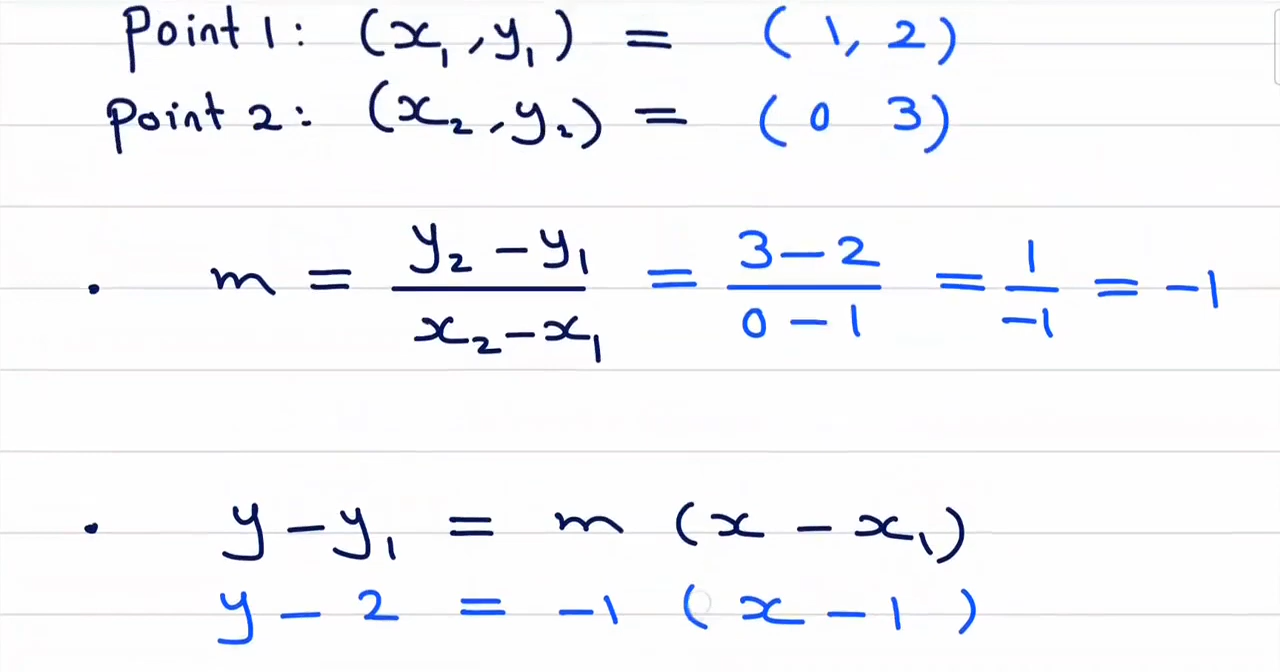 Point 1: (x₁, y₁) = (1, 2)
Point 2: (x₂, y₂) = (0 3)
. m = (y₂ - y₁)/(x₂ - x₁) = (3 - 2)/(0 - 1) = 1/-1 = -1
. y - y₁ = m (x - x₁)
y - 2 = -1 (x - 1)